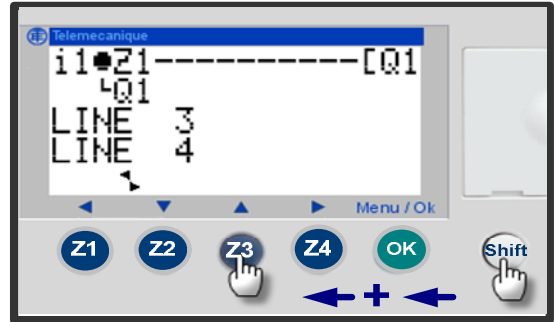 Telemecanique
i1●Z1-----------[Q1
└Q1
LINE 3
LINE 4
Menu / Ok
Z1 Z2 Z3 Z4 OK Shift
+